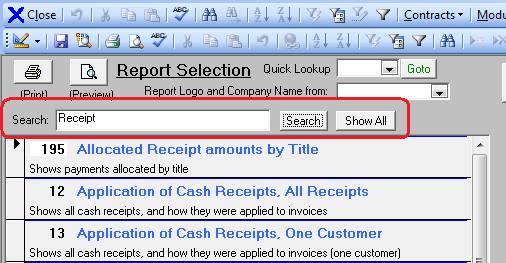 Close ABC Contracts Modu
ABC
Report Selection Quick Lookup Goto
(Print) (Preview) Report Logo and Company Name from:
Search: Receipt Search Show All
195 Allocated Receipt amounts by Title
Shows payments allocated by title
12 Application of Cash Receipts, All Receipts
Shows all cash receipts, and how they were applied to invoices
13 Application of Cash Receipts, One Customer
Shows all cash receipts, and how they were applied to invoices (one customer)